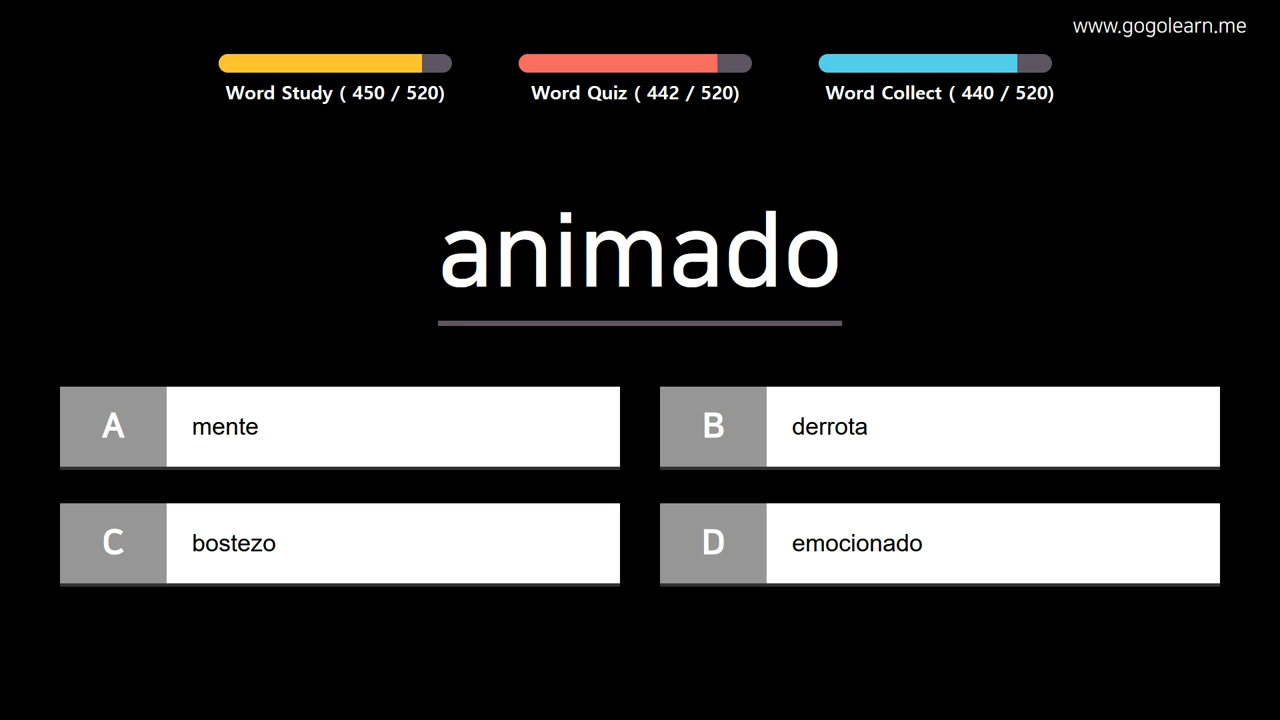 www.gogolearn.me
Word Study ( 450 / 520)
Word Quiz ( 442 / 520)
Word Collect ( 440 / 520)
animado
A mente
B derrota
C bostezo
D emocionado